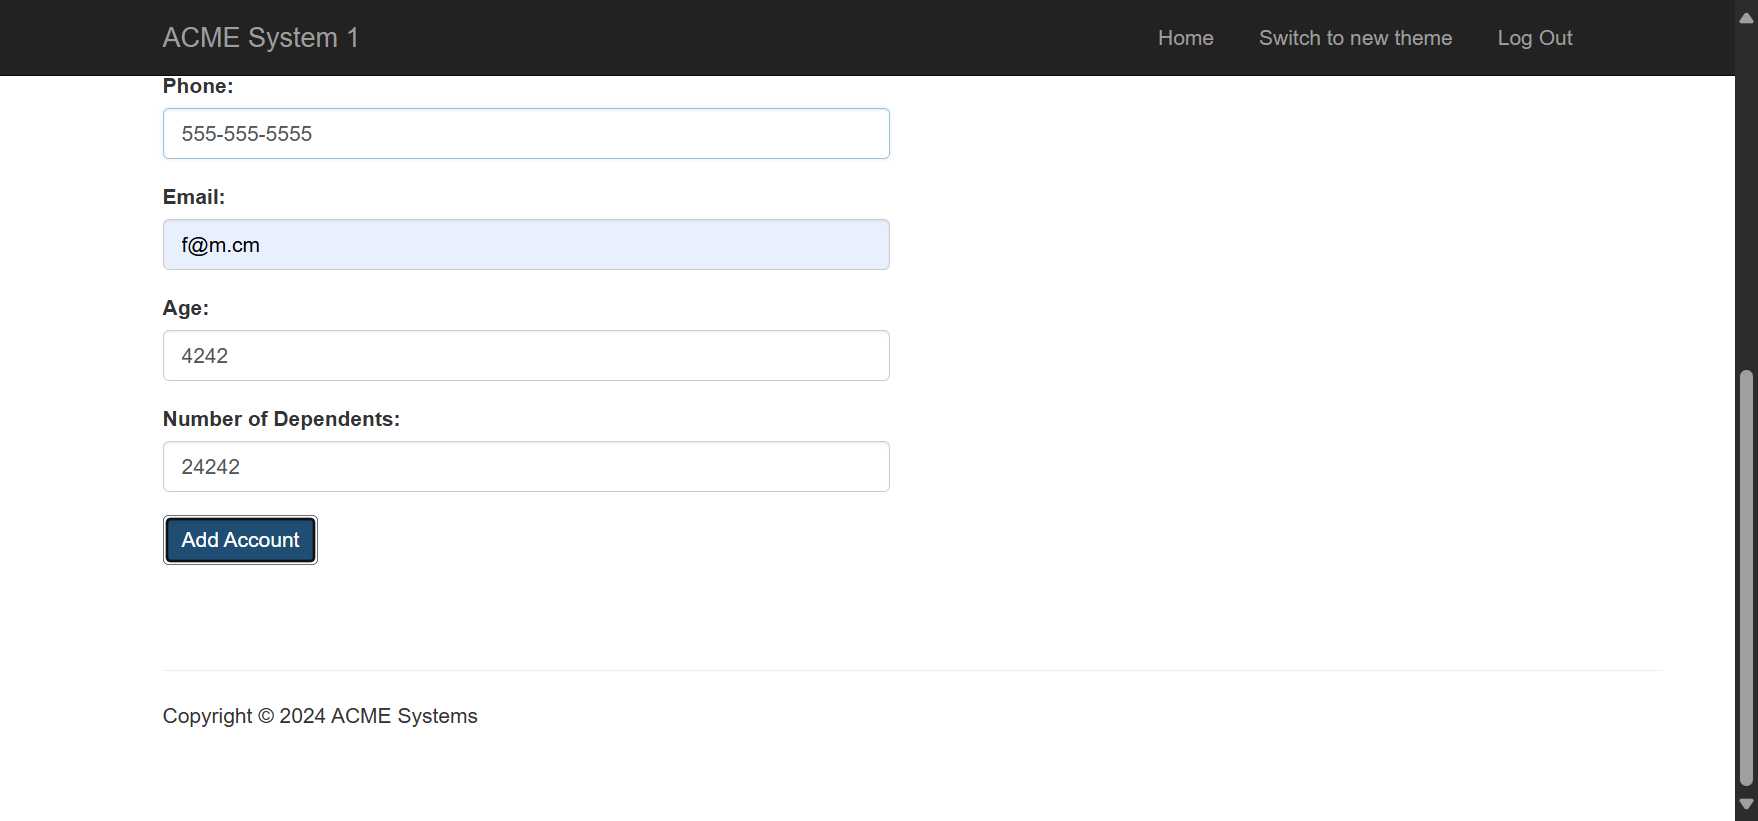 ACME System 1
Home
Switch to new theme
Log Out
Phone:
555-555-5555
Email:
f@m.cm
Age:
4242
Number of Dependents:
24242
Add Account
Copyright © 2024 ACME Systems